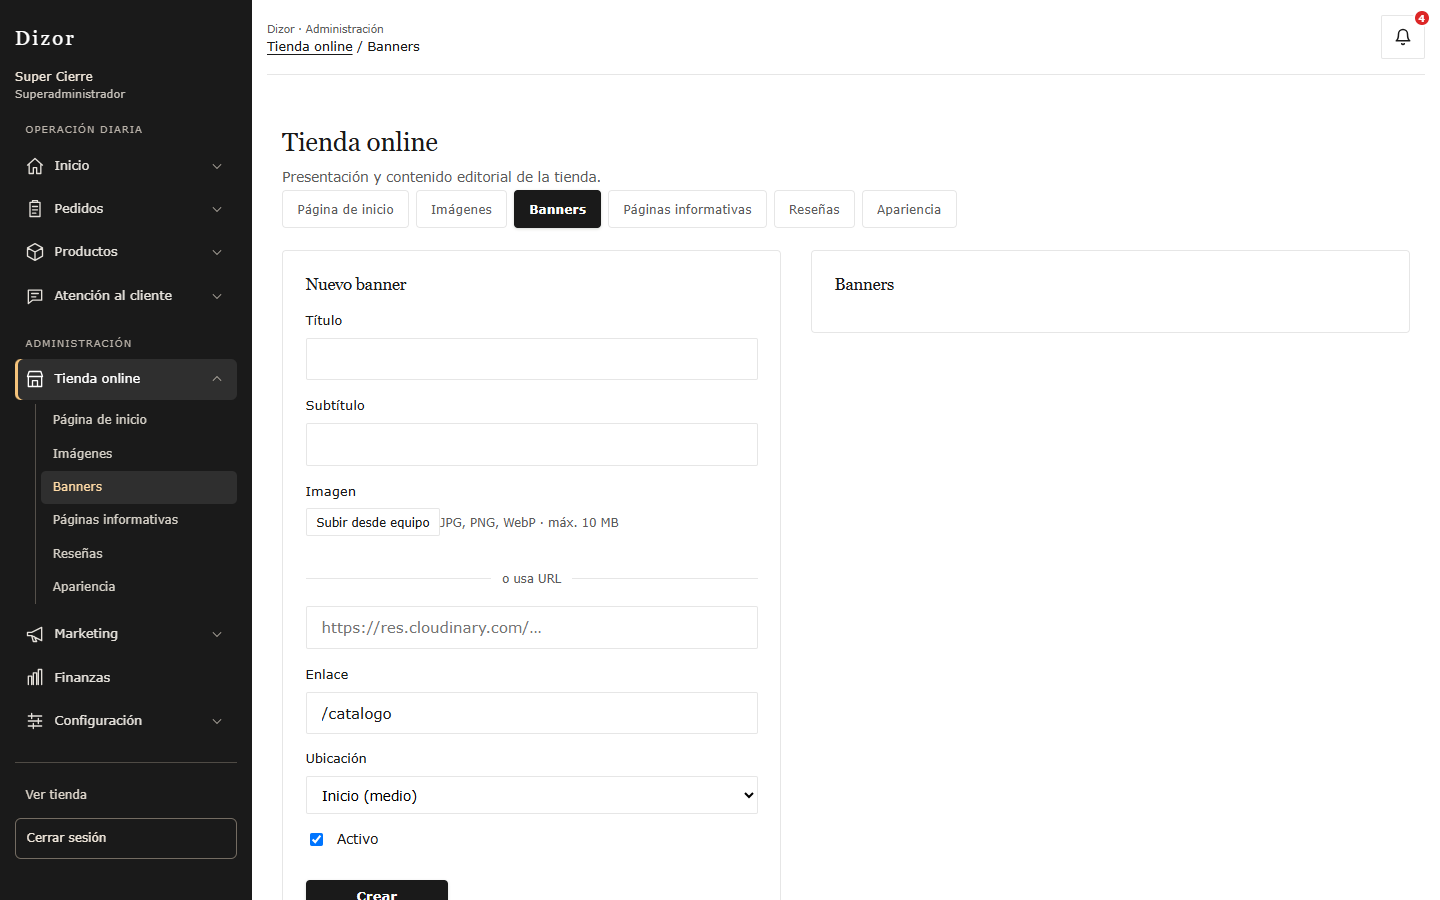 Dizor
Super Cierre
Superadministrador
OPERACIÓN DIARIA
Inicio
Pedidos
Productos
Atención al cliente
ADMINISTRACIÓN
Tienda online
Página de inicio
Imágenes
Banners
Páginas informativas
Reseñas
Apariencia
Marketing
Finanzas
Configuración
Ver tienda
Cerrar sesión
Dizor · Administración
Tienda online / Banners
4
Tienda online
Presentación y contenido editorial de la tienda.
Página de inicio Imágenes Banners Páginas informativas Reseñas Apariencia
Nuevo banner
Título
Subtítulo
Imagen
Subir desde equipo JPG, PNG, WebP · máx. 10 MB
o usa URL
https://res.cloudinary.com/...
Enlace
/catalogo
Ubicación
Inicio (medio)
Activo
Crear
Banners